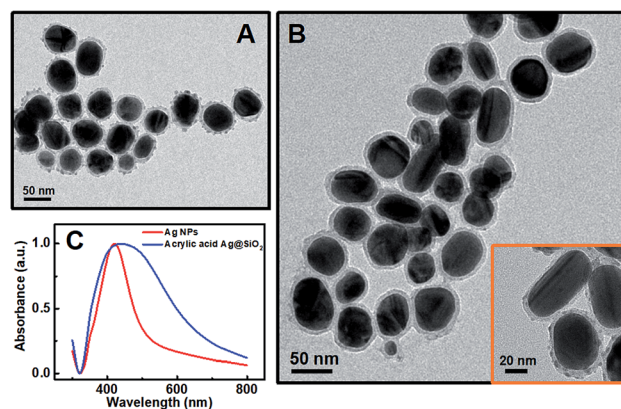 A
50 nm
B
50 nm
20 nm
C
Ag NPs
Acrylic acid Ag@SiO₂
1.0
0.5
0.0
Absorbance (a.u.)
400 600 800
Wavelength (nm)